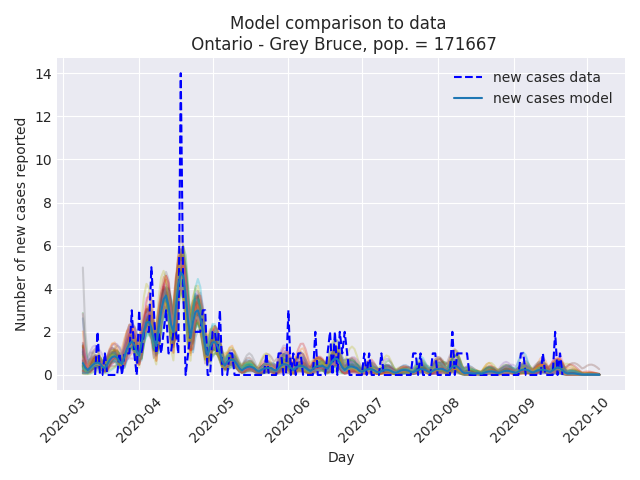 Model comparison to data
Ontario - Grey Bruce, pop. = 171667
new cases data
new cases model
Number of new cases reported
14
12
10
8
6
4
2
0
2020-03
2020-04
2020-05
2020-06
2020-07
2020-08
2020-09
2020-10
Day